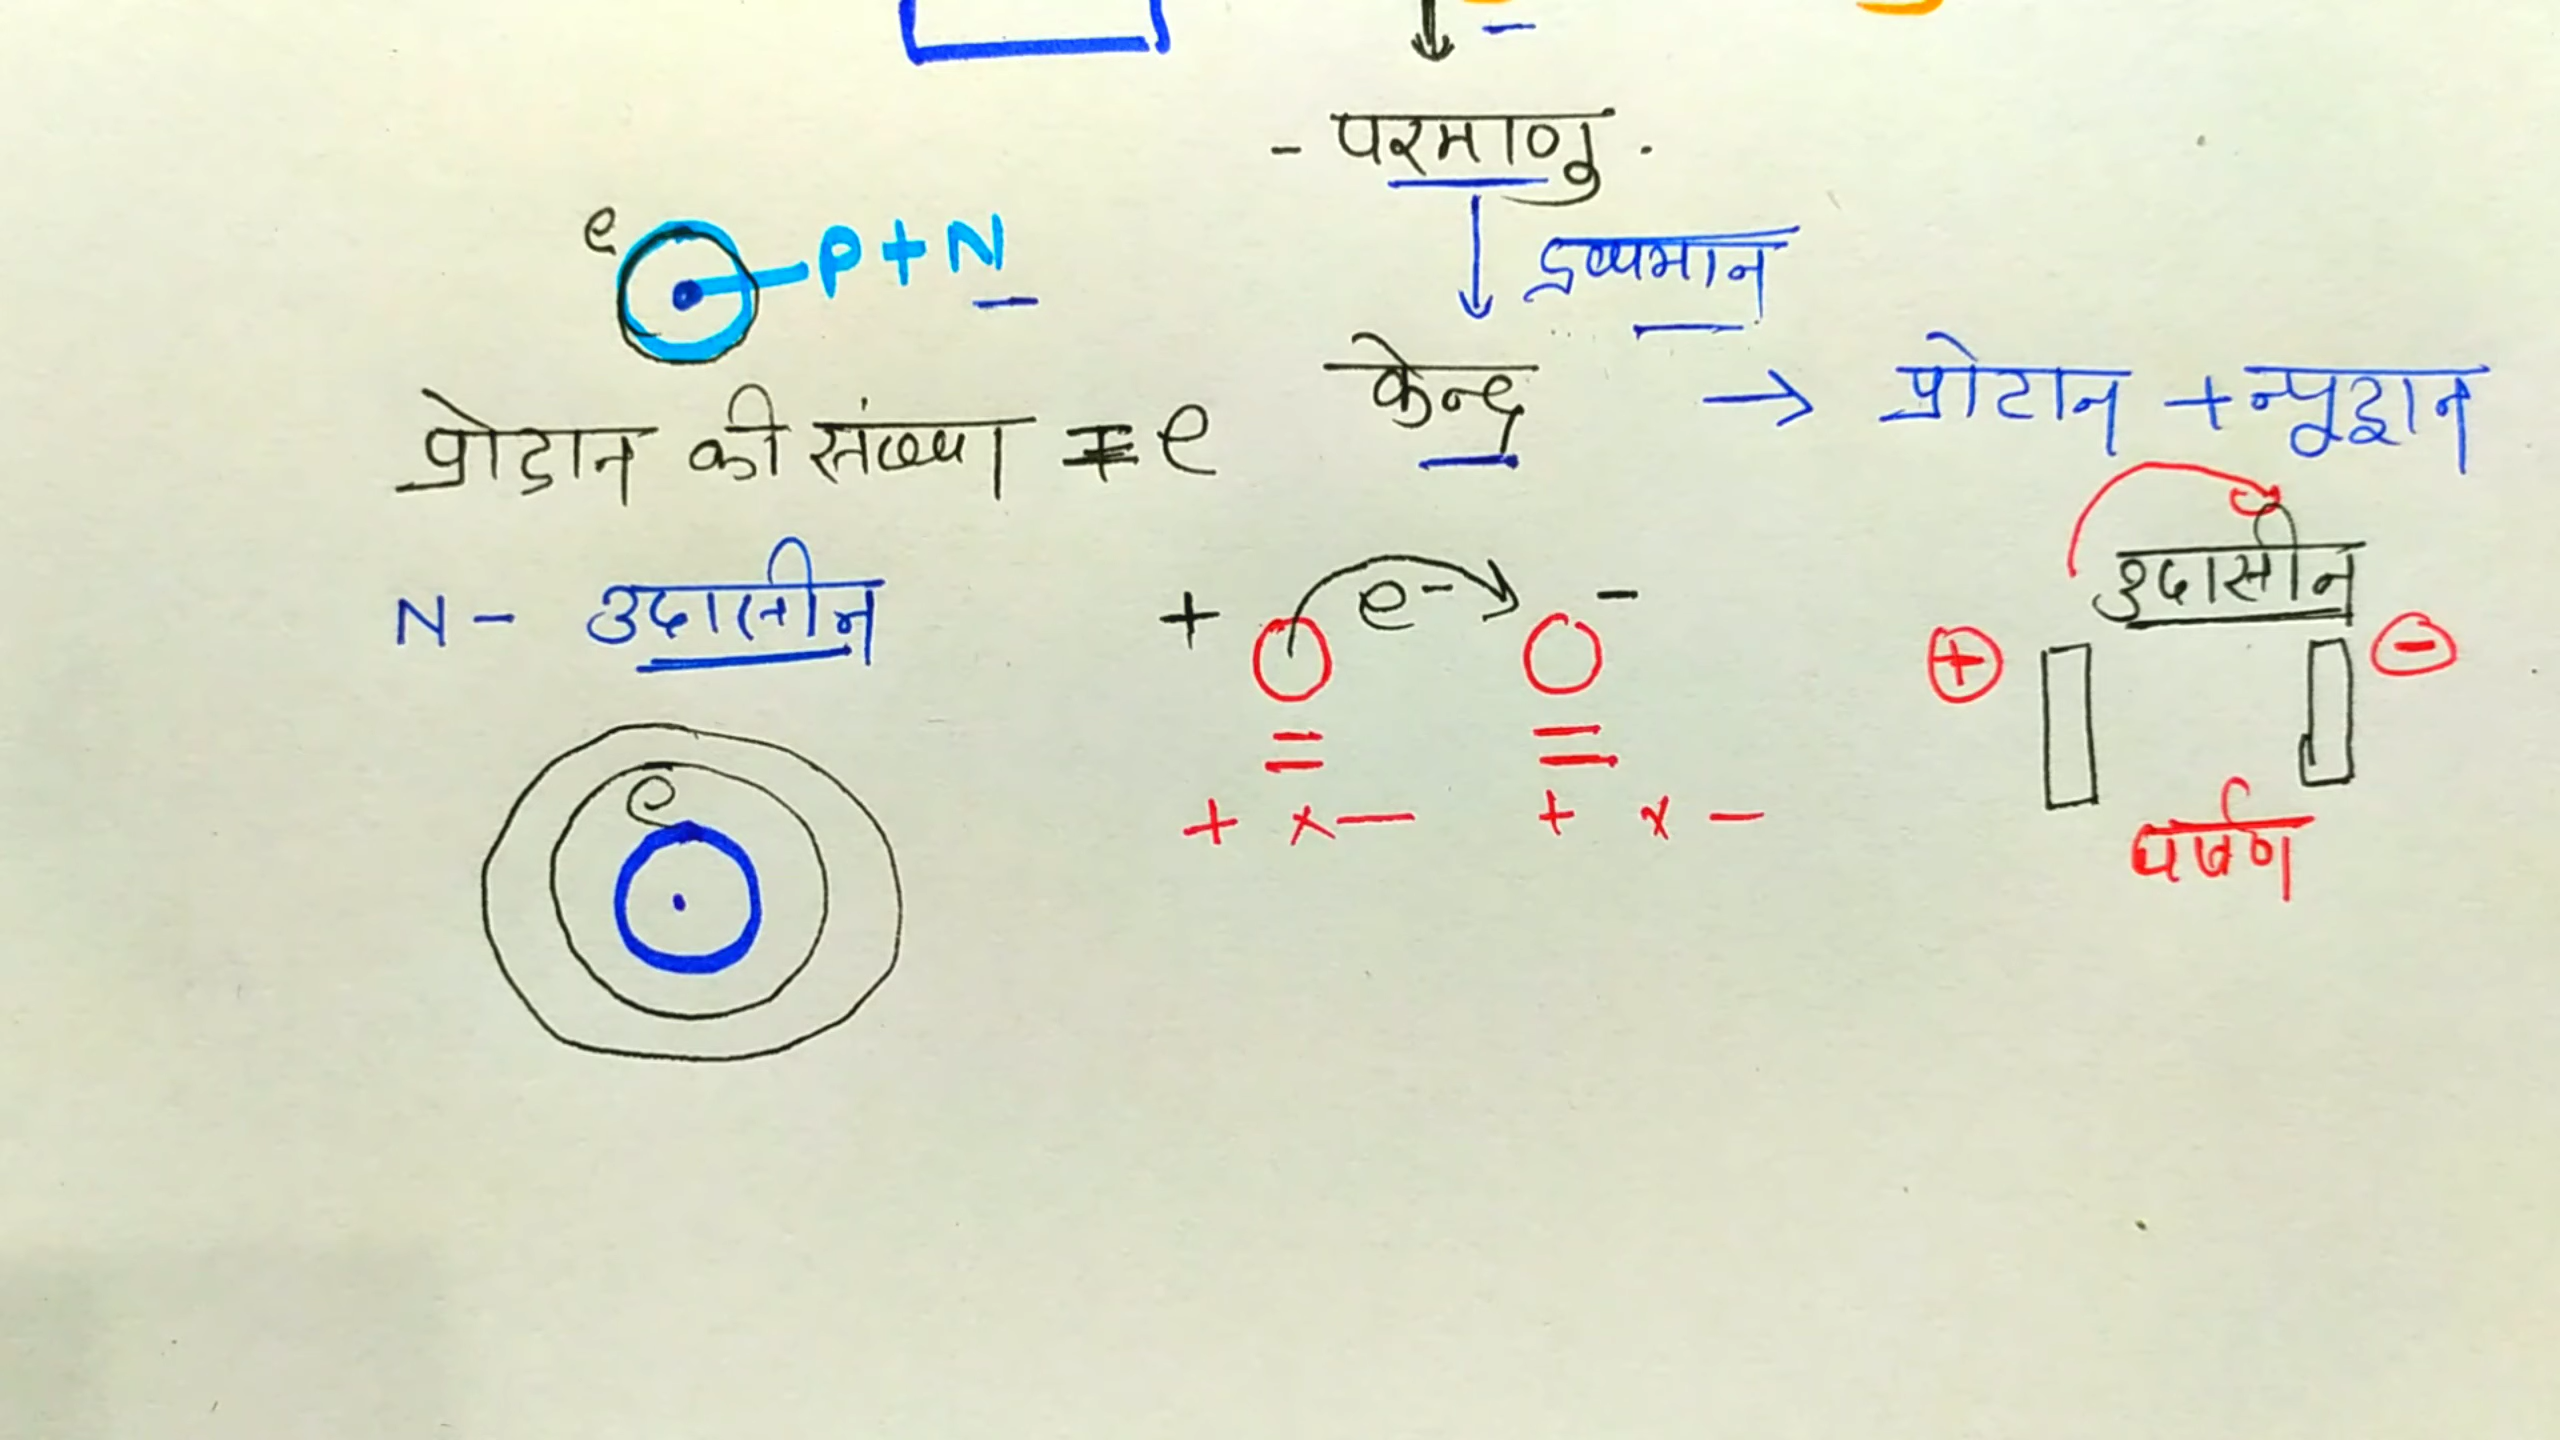 - परमाणु .
e P + N
द्रव्यमान
केन्द्र → प्रोटान + न्यूट्रान
प्रोटान की संख्या = e
N - उदासीन
+ e⁻ -
उदासीन
+ -
e
+ × — + × -
घर्षण